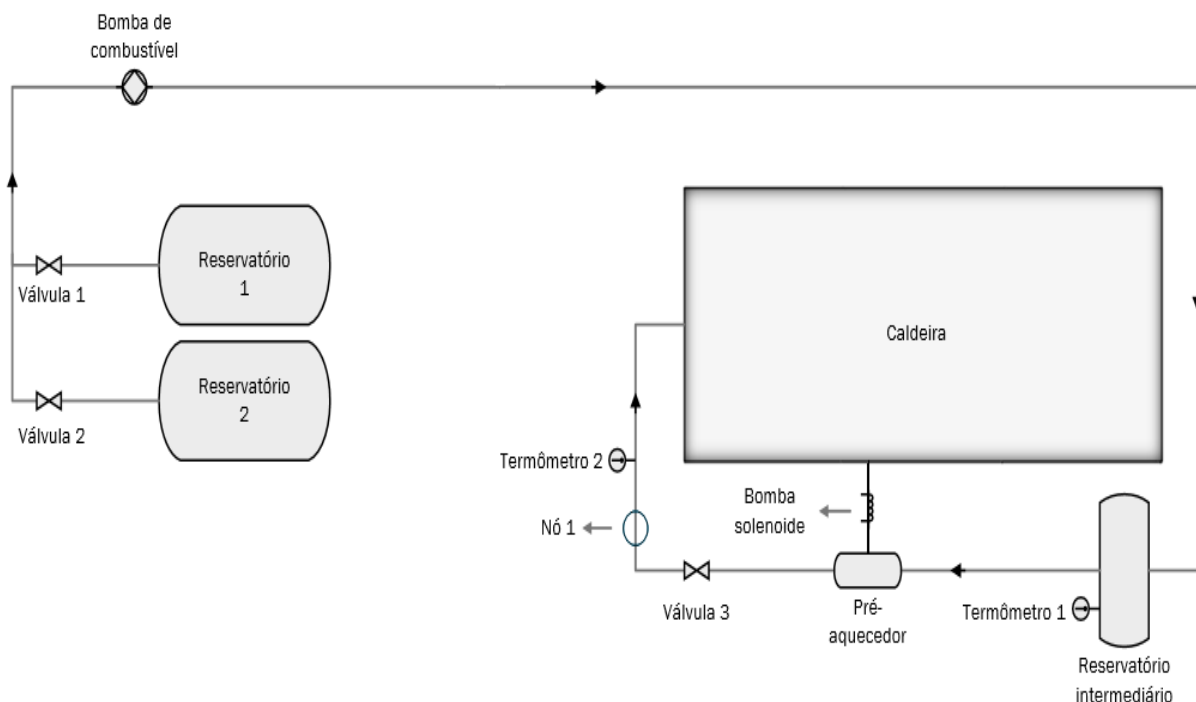 Bomba de
combustível
Reservatório
1
Válvula 1
Reservatório
2
Válvula 2
Caldeira
Termômetro 2
Nó 1
Bomba
solenoide
Válvula 3
Pré-
aquecedor
Termômetro 1
Reservatório
intermediário